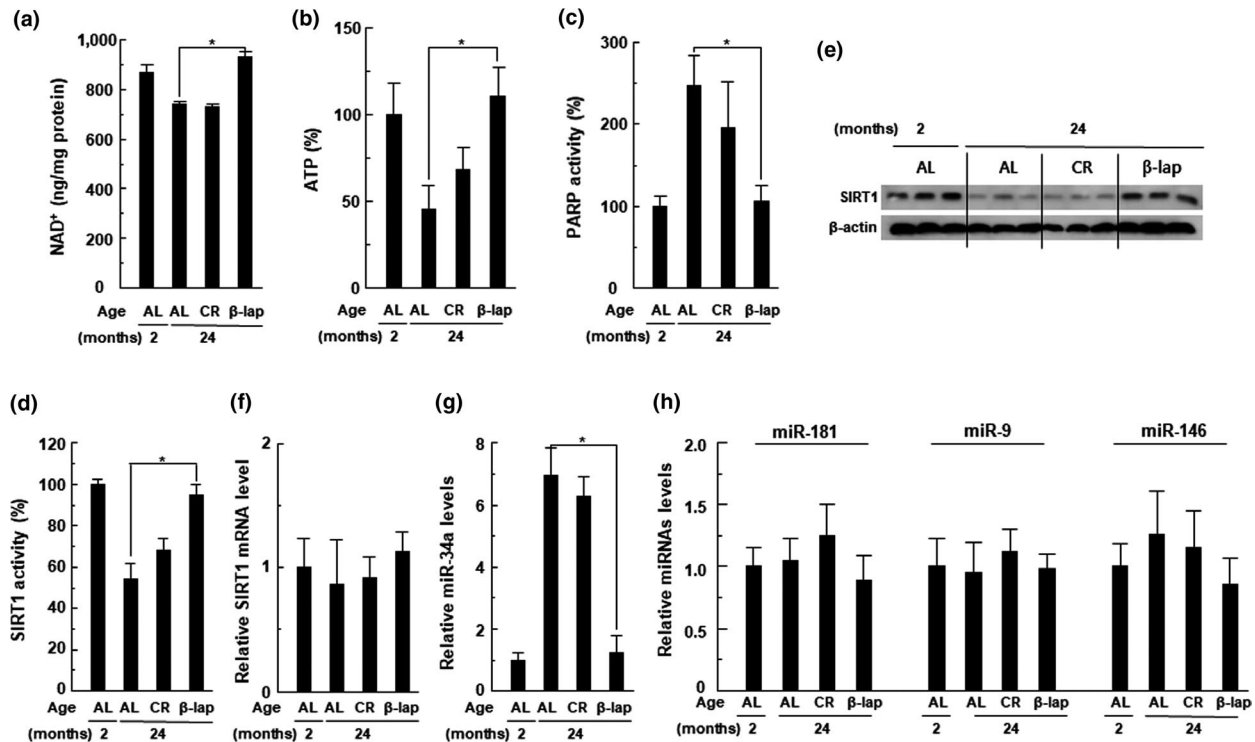 (a)
NAD⁺ (ng/mg protein)
1,000
800
600
400
200
0
*
Age AL AL CR β-lap
(months) 2 24
(b)
ATP (%)
150
100
50
0
*
Age AL AL CR β-lap
(months) 2 24
(c)
PARP activity (%)
300
200
100
0
*
Age AL AL CR β-lap
(months) 2 24
(e)
(months) 2 24
AL AL CR β-lap
SIRT1
β-actin
(d)
SIRT1 activity (%)
120
100
80
60
40
20
0
*
Age AL AL CR β-lap
(months) 2 24
(f)
Relative SIRT1 mRNA level
2
1
0
Age AL AL CR β-lap
(months) 2 24
(g)
Relative miR-34a levels
8
6
4
2
0
*
Age AL AL CR β-lap
(months) 2 24
(h)
Relative miRNAs levels
miR-181 miR-9 miR-146
2.0
1.5
1.0
0.5
0
Age AL AL CR β-lap AL AL CR β-lap AL AL CR β-lap
(months) 2 24 2 24 2 24